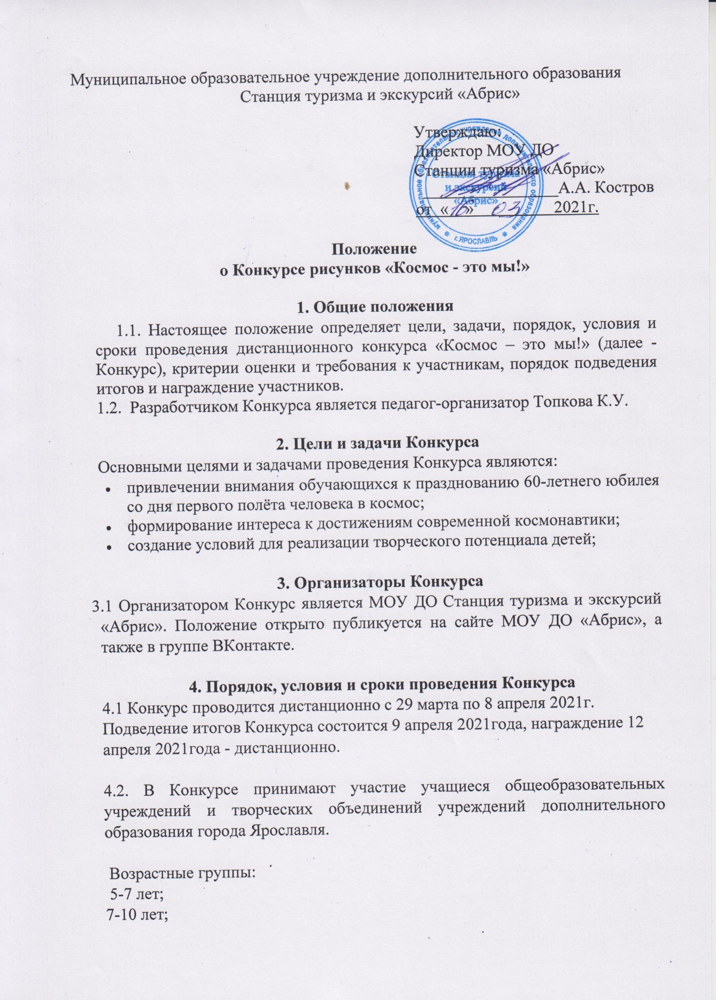 Муниципальное образовательное учреждение дополнительного образования
Станция туризма и экскурсий «Абрис»
Утверждаю:
Директор МОУ ДО
Станции туризма «Абрис»
А.А. Костров
от «16» 03 2021г.
муниципальное образовательное учреждение дополнительного образования
Станция туризма
и экскурсий
«Абрис»
г. ЯРОСЛАВЛЬ
Положение
о Конкурсе рисунков «Космос - это мы!»
1. Общие положения
1.1. Настоящее положение определяет цели, задачи, порядок, условия и
сроки проведения дистанционного конкурса «Космос – это мы!» (далее -
Конкурс), критерии оценки и требования к участникам, порядок подведения
итогов и награждение участников.
1.2. Разработчиком Конкурса является педагог-организатор Топкова К.У.
2. Цели и задачи Конкурса
Основными целями и задачами проведения Конкурса являются:
• привлечении внимания обучающихся к празднованию 60-летнего юбилея
со дня первого полёта человека в космос;
• формирование интереса к достижениям современной космонавтики;
• создание условий для реализации творческого потенциала детей;
3. Организаторы Конкурса
3.1 Организатором Конкурс является МОУ ДО Станция туризма и экскурсий
«Абрис». Положение открыто публикуется на сайте МОУ ДО «Абрис», а
также в группе ВКонтакте.
4. Порядок, условия и сроки проведения Конкурса
4.1 Конкурс проводится дистанционно с 29 марта по 8 апреля 2021г.
Подведение итогов Конкурса состоится 9 апреля 2021года, награждение 12
апреля 2021года - дистанционно.
4.2. В Конкурсе принимают участие учащиеся общеобразовательных
учреждений и творческих объединений учреждений дополнительного
образования города Ярославля.
Возрастные группы:
5-7 лет;
7-10 лет;